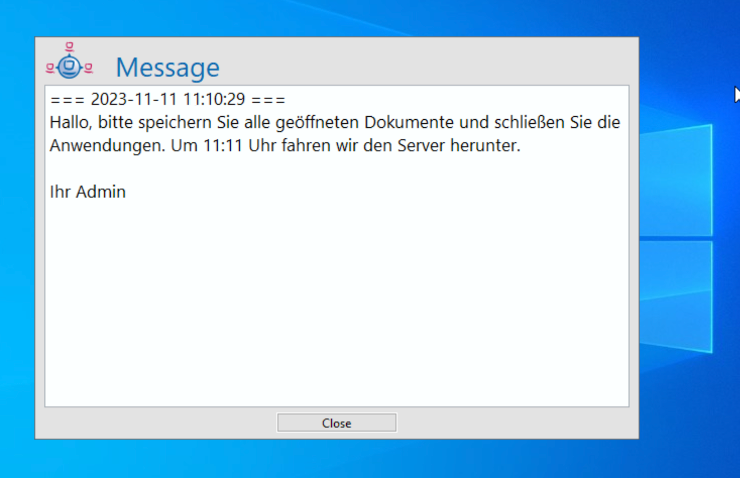 Message
=== 2023-11-11 11:10:29 ===
Hallo, bitte speichern Sie alle geöffneten Dokumente und schließen Sie die
Anwendungen. Um 11:11 Uhr fahren wir den Server herunter.
Ihr Admin
Close